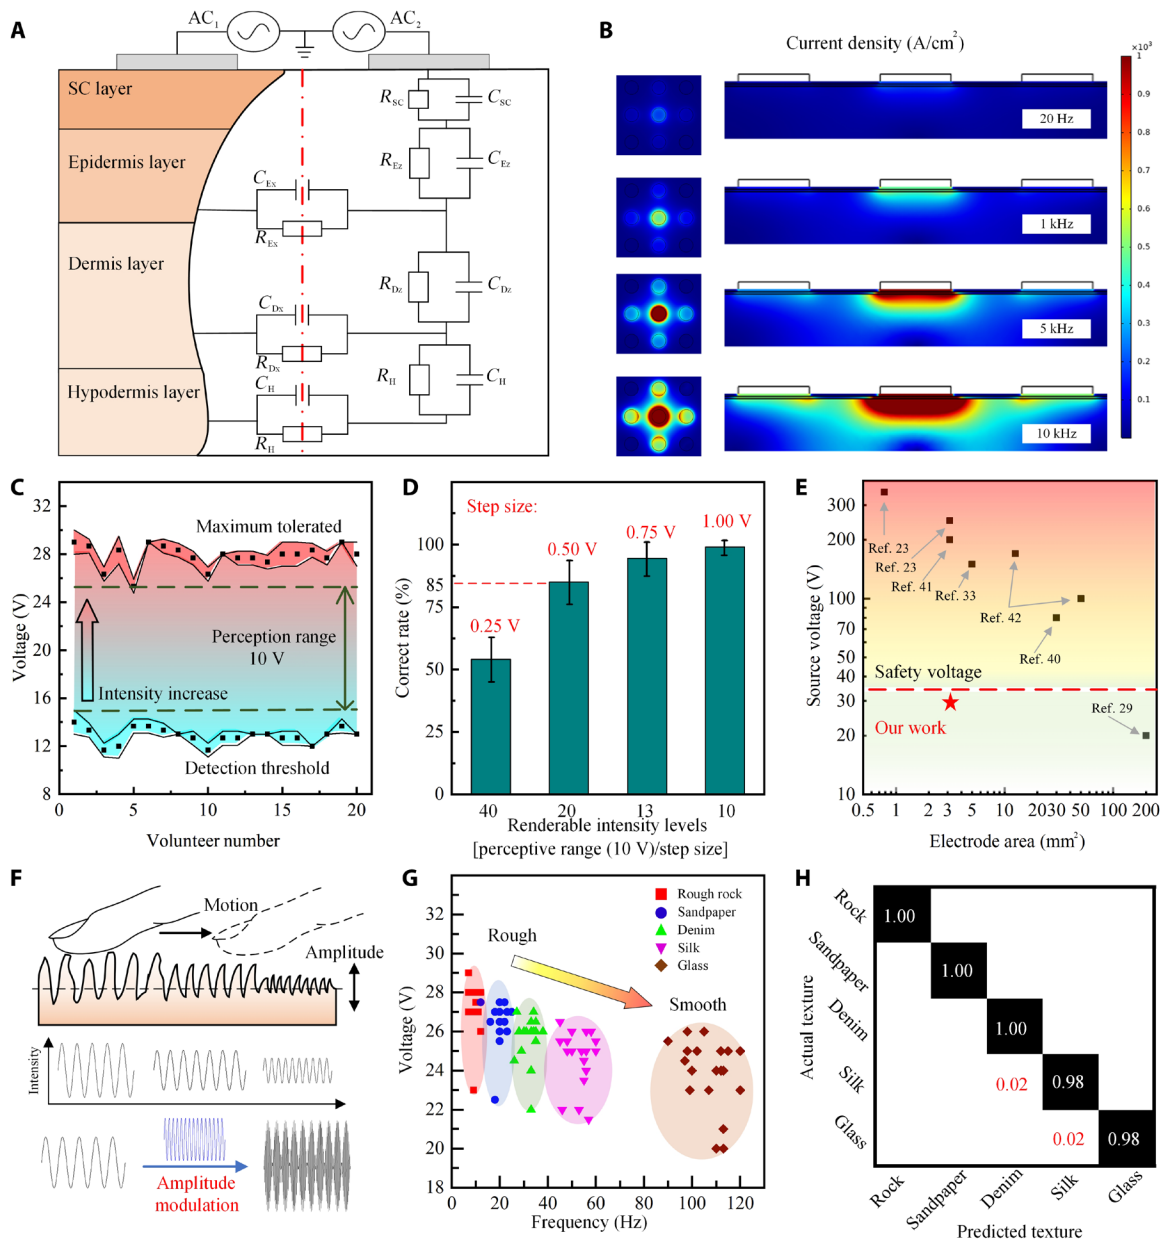 A
AC1
AC2
SC layer
Epidermis layer
Dermis layer
Hypodermis layer
RSC
CSC
REz
CEz
CEx
REx
RDz
CDz
CDx
RDx
CH
RH
RH
CH
B
Current density (A/cm²)
×10³
1
0.9
0.8
0.7
0.6
0.5
0.4
0.3
0.2
0.1
20 Hz
1 kHz
5 kHz
10 kHz
C
Voltage (V)
32
28
24
20
16
12
8
Maximum tolerated
Perception range
10 V
Intensity increase
Detection threshold
0
5
10
15
20
Volunteer number
D
Step size:
0.25 V
0.50 V
0.75 V
1.00 V
Correct rate (%)
100
85
75
50
25
0
40
20
13
10
Renderable intensity levels
[perceptive range (10 V)/step size]
E
Source voltage (V)
300
200
100
70
50
40
30
20
10
Ref. 23
Ref. 23
Ref. 41
Ref. 33
Ref. 42
Ref. 40
Safety voltage
Our work
Ref. 29
0.5
1
2
3
10
20
30
100
200
Electrode area (mm²)
F
Motion
Amplitude
Intensity
Amplitude
modulation
G
Rough rock
Sandpaper
Denim
Silk
Glass
Rough
Smooth
Voltage (V)
32
30
28
26
24
22
20
18
0
20
40
60
80
100
120
Frequency (Hz)
H
Actual texture
Rock
Sandpaper
Denim
Silk
Glass
1.00
1.00
1.00
0.02
0.98
0.02
0.98
Rock
Sandpaper
Denim
Silk
Glass
Predicted texture